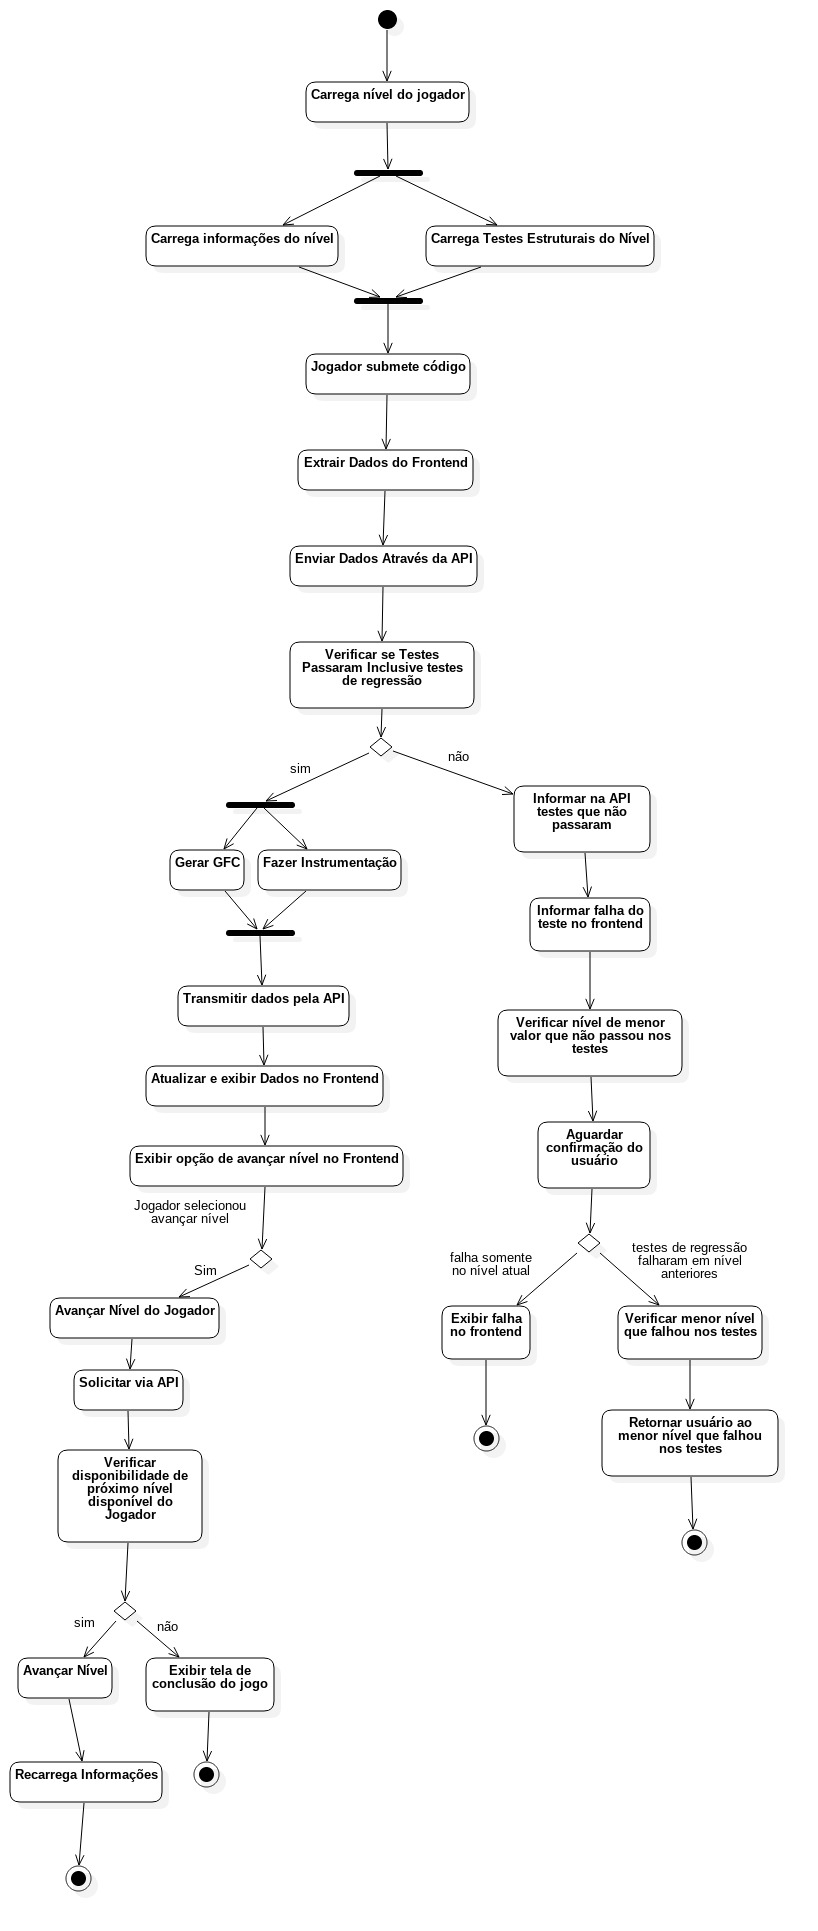 Carrega nível do jogador
Carrega informações do nível
Carrega Testes Estruturais do Nível
Jogador submete código
Extrair Dados do Frontend
Enviar Dados Através da API
Verificar se Testes
Passaram Inclusive testes
de regressão
sim
não
Informar na API
testes que não
passaram
Gerar GFC
Fazer Instrumentação
Informar falha do
teste no frontend
Transmitir dados pela API
Verificar nível de menor
valor que não passou nos
testes
Atualizar e exibir Dados no Frontend
Aguardar
confirmação do
usuário
Exibir opção de avançar nível no Frontend
Jogador selecionou
avançar nível
Sim
falha somente
no nível atual
testes de regressão
falharam em nível
anteriores
Avançar Nível do Jogador
Exibir falha
no frontend
Verificar menor nível
que falhou nos testes
Solicitar via API
Retornar usuário ao
menor nível que falhou
nos testes
Verificar
disponibilidade de
próximo nível
disponível do
Jogador
sim
não
Avançar Nível
Exibir tela de
conclusão do jogo
Recarrega Informações